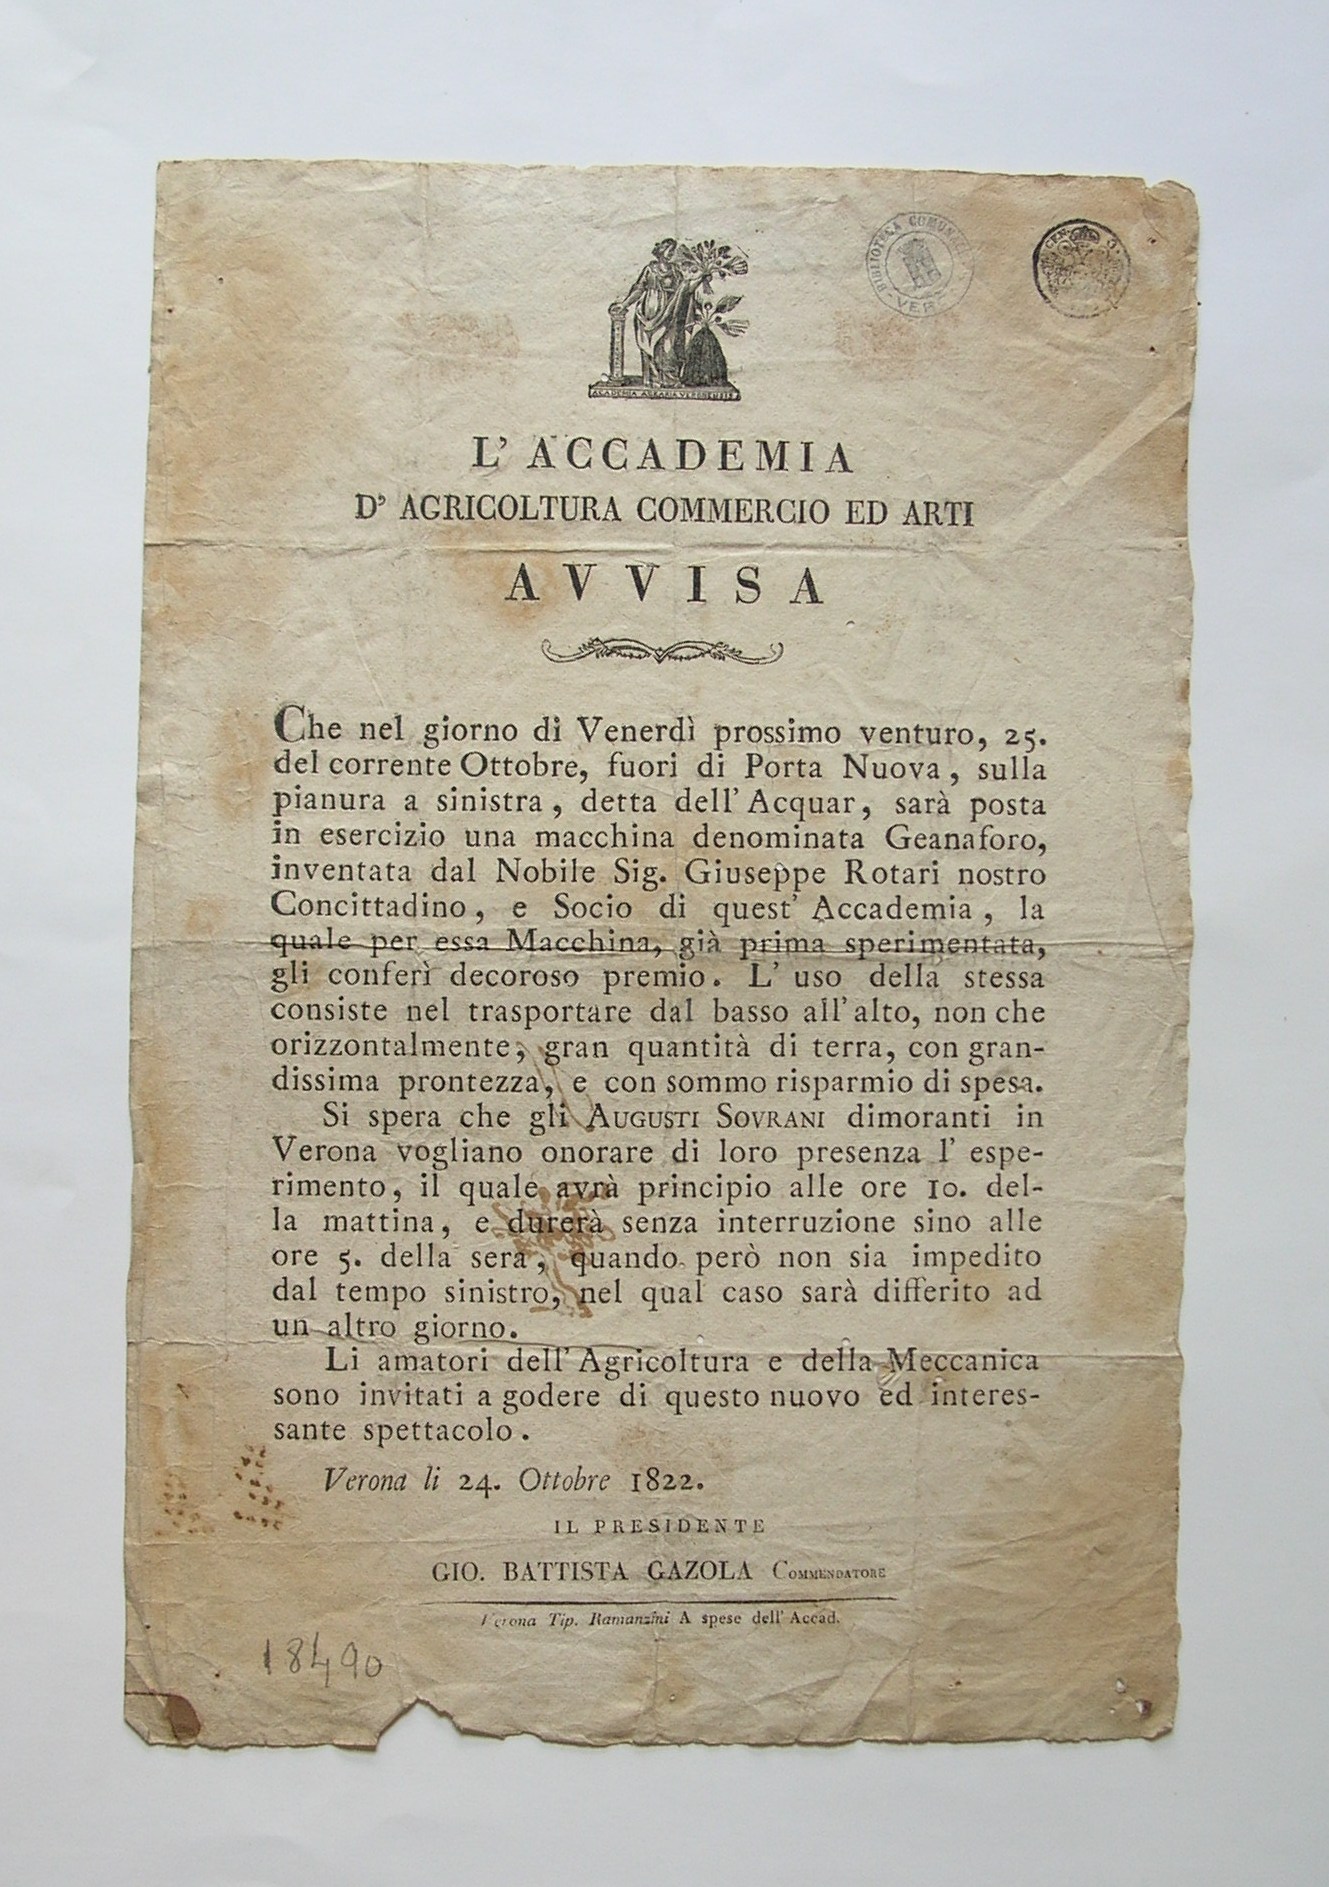 BIBLIOTECA COMUNALE
VER
CEN. 3.
ACADEMIA AGRARIA VERONENSIS
L' ACCADEMIA
D' AGRICOLTURA COMMERCIO ED ARTI
AVVISA
Che nel giorno di Venerdì prossimo venturo, 25.
del corrente Ottobre, fuori di Porta Nuova, sulla
pianura a sinistra, detta dell' Acquar, sarà posta
in esercizio una macchina denominata Geanaforo,
inventata dal Nobile Sig. Giuseppe Rotari nostro
Concittadino, e Socio di quest' Accademia, la
quale per essa Macchina, già prima sperimentata,
gli conferì decoroso premio. L' uso della stessa
consiste nel trasportare dal basso all' alto, non che
orizzontalmente, gran quantità di terra, con gran-
dissima prontezza, e con sommo risparmio di spesa.
Si spera che gli AUGUSTI SOVRANI dimoranti in
Verona vogliano onorare di loro presenza l' espe-
rimento, il quale avrà principio alle ore 10. del-
la mattina, e durerà senza interruzione sino alle
ore 5. della sera, quando però non sia impedito
dal tempo sinistro, nel qual caso sarà differito ad
un altro giorno.
Li amatori dell' Agricoltura e della Meccanica
sono invitati a godere di questo nuovo ed interes-
sante spettacolo.
Verona li 24. Ottobre 1822.
IL PRESIDENTE
GIO. BATTISTA GAZOLA COMMENDATORE
Verona Tip. Ramanzini A spese dell' Accad.
18490